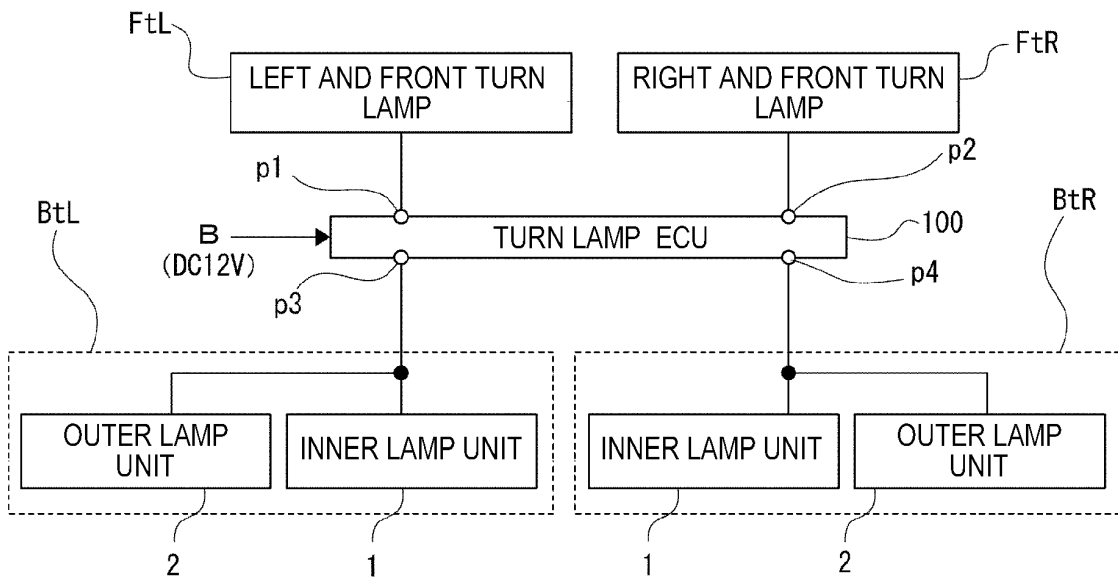 FtL
FtR
LEFT AND FRONT TURN
LAMP
RIGHT AND FRONT TURN
LAMP
p1
p2
BtL
BtR
B
(DC12V)
TURN LAMP ECU
100
p3
p4
OUTER LAMP
UNIT
INNER LAMP UNIT
INNER LAMP UNIT
OUTER LAMP
UNIT
2
1
1
2